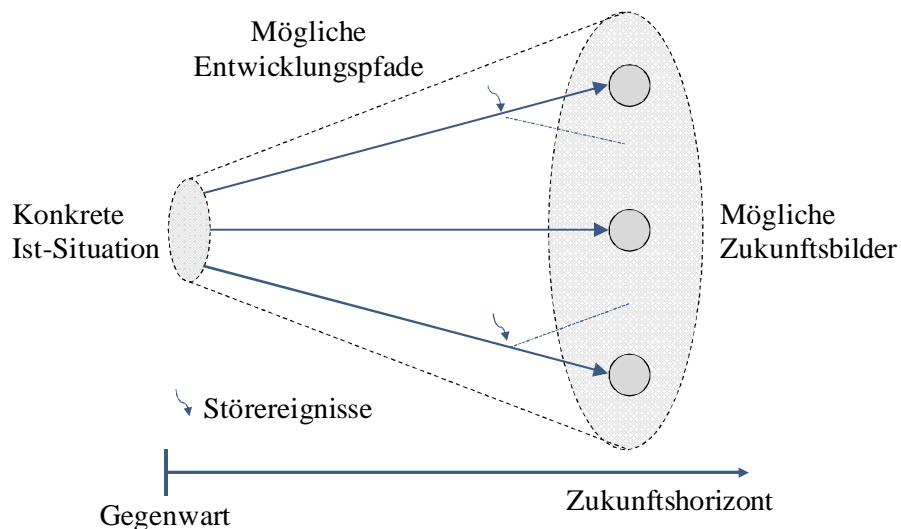 Mögliche
Entwicklungspfade
Konkrete
Ist-Situation
Mögliche
Zukunftsbilder
Störereignisse
Gegenwart
Zukunftshorizont